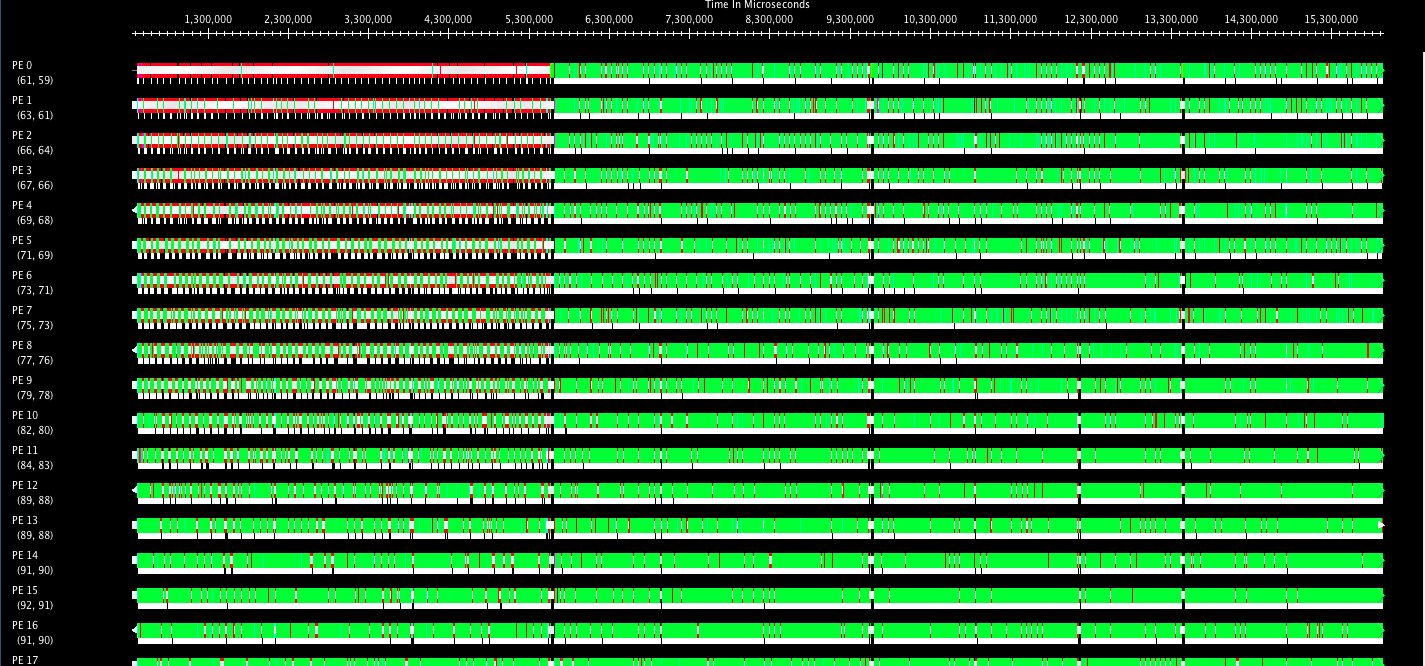 Time In Microseconds
1,300,000 2,300,000 3,300,000 4,300,000 5,300,000 6,300,000 7,300,000 8,300,000 9,300,000 10,300,000 11,300,000 12,300,000 13,300,000 14,300,000 15,300,000
PE 0
(61, 59)
PE 1
(63, 61)
PE 2
(66, 64)
PE 3
(67, 66)
PE 4
(69, 68)
PE 5
(71, 69)
PE 6
(73, 71)
PE 7
(75, 73)
PE 8
(77, 76)
PE 9
(79, 78)
PE 10
(82, 80)
PE 11
(84, 83)
PE 12
(89, 88)
PE 13
(89, 88)
PE 14
(91, 90)
PE 15
(92, 91)
PE 16
(91, 90)
PE 17